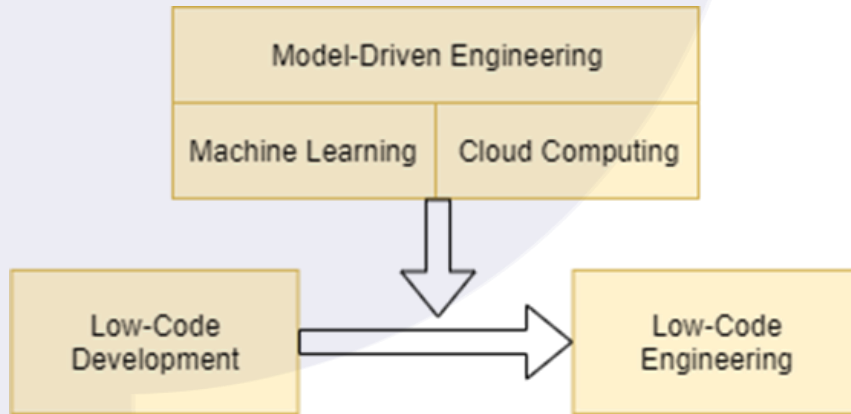 Model-Driven Engineering
Machine Learning
Cloud Computing
Low-Code
Development
Low-Code
Engineering